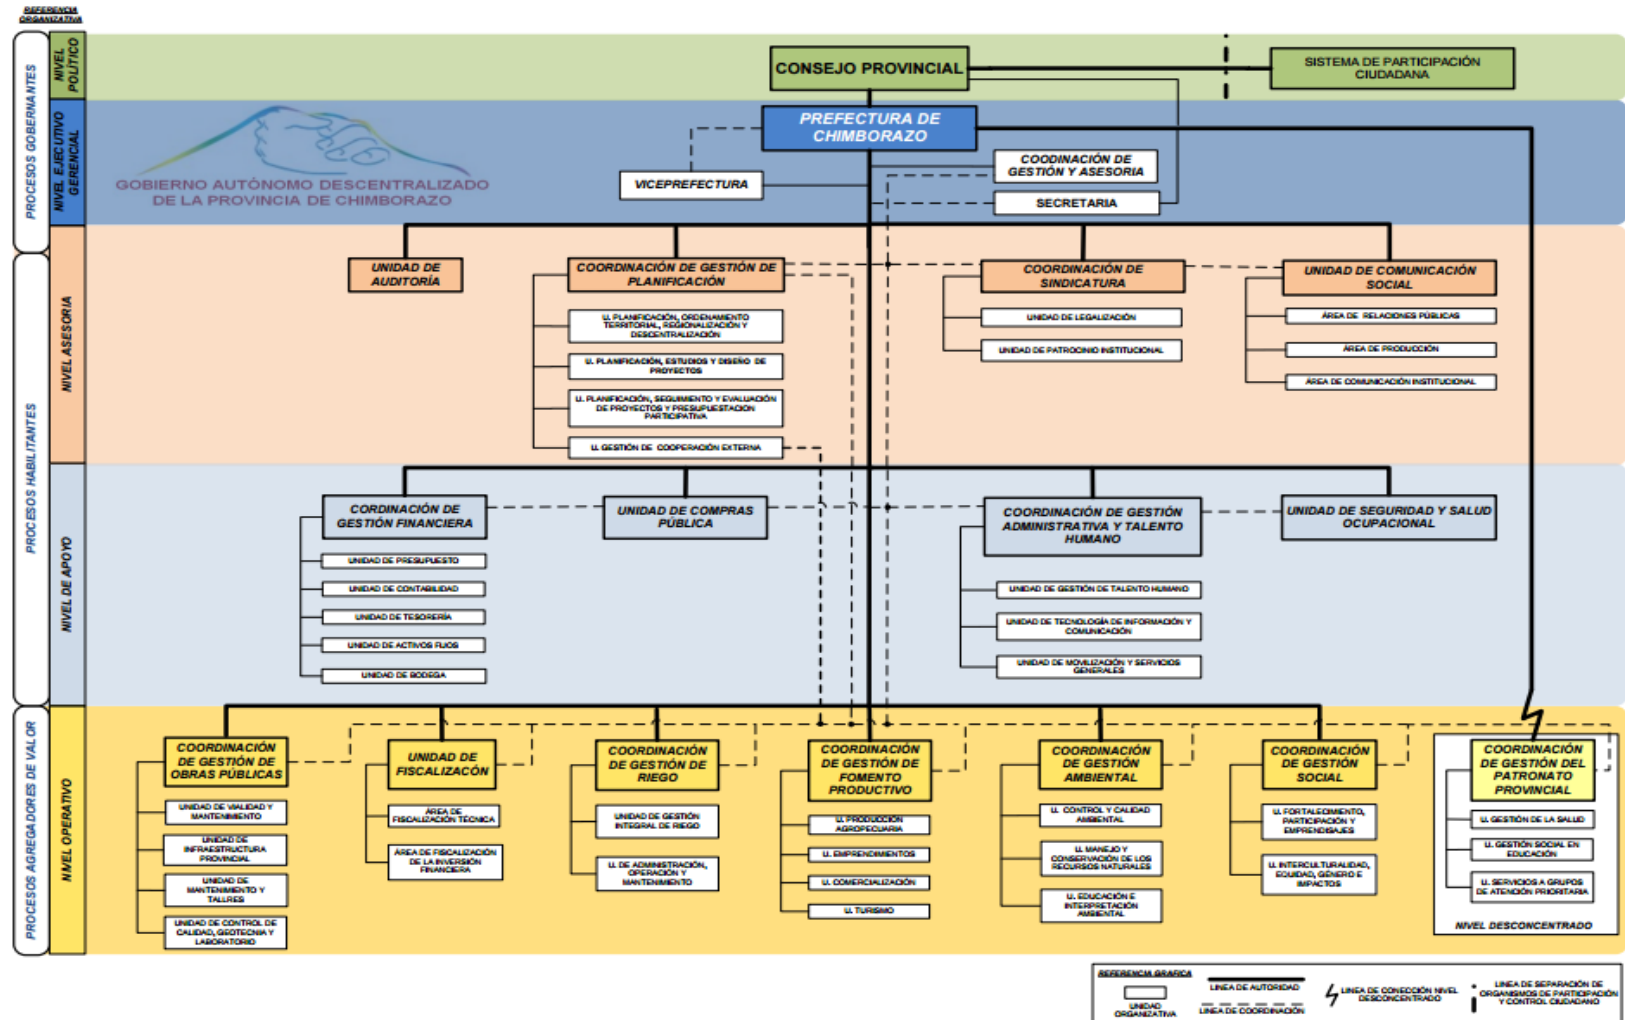 REFERENCIA
ORGANIZATIVA
PROCESOS GOBERNANTES
NIVEL
POLÍTICO
CONSEJO PROVINCIAL
SISTEMA DE PARTICIPACIÓN
CIUDADANA
NIVEL EJECUTIVO
GERENCIAL
GOBIERNO AUTÓNOMO DESCENTRALIZADO
DE LA PROVINCIA DE CHIMBORAZO
PREFECTURA DE
CHIMBORAZO
VICEPREFECTURA
COODINACIÓN DE
GESTIÓN Y ASESORIA
SECRETARIA
PROCESOS HABILITANTES
NIVEL ASESORIA
UNIDAD DE
AUDITORÍA
COORDINACIÓN DE GESTIÓN DE
PLANIFICACIÓN
U. PLANIFICACIÓN, ORDENAMIENTO
TERRITORIAL, REGIONALIZACIÓN Y
DESCENTRALIZACIÓN
U. PLANIFICACIÓN, ESTUDIOS Y DISEÑO DE
PROYECTOS
U. PLANIFICACIÓN, SEGUIMIENTO Y EVALUACIÓN
DE PROYECTOS Y PRESUPUESTACION
PARTICIPATIVA
U. GESTIÓN DE COOPERACIÓN EXTERNA
COORDINACIÓN DE
SINDICATURA
UNIDAD DE LEGALIZACIÓN
UNIDAD DE PATROCINIO INSTITUCIONAL
UNIDAD DE COMUNICACIÓN
SOCIAL
ÁREA DE RELACIONES PÚBLICAS
ÁREA DE PRODUCCIÓN
ÁREA DE COMUNICACIÓN INSTITUCIONAL
NIVEL DE APOYO
CORDINACIÓN DE
GESTIÓN FINANCIERA
UNIDAD DE PRESUPUESTO
UNIDAD DE CONTABILIDAD
UNIDAD DE TESORERÍA
UNIDAD DE ACTIVOS FIJOS
UNIDAD DE BODEGA
UNIDAD DE COMPRAS
PÚBLICA
COORDINACIÓN DE GESTIÓN
ADMINISTRATIVA Y TALENTO
HUMANO
UNIDAD DE GESTIÓN DE TALENTO HUMANO
UNIDAD DE TECNOLOGÍA DE INFORMACIÓN Y
COMUNICACIÓN
UNIDAD DE MOVILIZACIÓN Y SERVICIOS
GENERALES
UNIDAD DE SEGURIDAD Y SALUD
OCUPACIONAL
PROCESOS AGREGADORES DE VALOR
NIVEL OPERATIVO
COORDINACIÓN
DE GESTIÓN DE
OBRAS PÚBLICAS
UNIDAD DE VIALIDAD Y
MANTENIMIENTO
UNIDAD DE
INFRAESTRUCTURA
PROVINCIAL
UNIDAD DE
MANTENIMIENTO Y
TALLRES
UNIDAD DE CONTROL DE
CALIDAD, GEOTECNIA Y
LABORATORIO
UNIDAD DE
FISCALIZACÓN
ÁREA DE
FISCALIZACIÓN TÉCNICA
ÁREA DE FISCALIZACIÓN
DE LA INVERSIÓN
FINANCIERA
COORDINACIÓN
DE GESTIÓN DE
RIEGO
UNIDAD DE GESTIÓN
INTEGRAL DE RIEGO
U. DE ADMINISTRACIÓN,
OPERACIÓN Y
MANTENIMIENTO
COORDINACIÓN
DE GESTIÓN DE
FOMENTO
PRODUCTIVO
U. PRODUCCIÓN
AGROPECUARIA
U. EMPRENDIMIENTOS
U. COMERCIALIZACIÓN
U. TURISMO
COORDINACIÓN
DE GESTIÓN
AMBIENTAL
U. CONTROL Y CALIDAD
AMBIENTAL
U. MANEJO Y
CONSERVACIÓN DE LOS
RECURSOS NATURALES
U. EDUCACIÓN E
INTERPRETACIÓN
AMBIENTAL
COORDINACIÓN
DE GESTIÓN
SOCIAL
U. FORTALECIMIENTO,
PARTICIPACIÓN Y
EMPRENDISAJES
U. INTERCULTURALIDAD,
EQUIDAD, GÉNERO E
IMPACTOS
COORDINACIÓN
DE GESTIÓN DEL
PATRONATO
PROVINCIAL
U. GESTIÓN DE LA SALUD
U. GESTIÓN SOCIAL EN
EDUCACIÓN
U. SERVICIOS A GRUPOS
DE ATENCIÓN PRIORITARIA
NIVEL DESCONCENTRADO
REFERENCIA GRAFICA
UNIDAD
ORGANIZATIVA
LINEA DE AUTORIDAD
LINEA DE COORDINACIÓN
LINEA DE CONECCIÓN NIVEL
DESCONCENTRADO
LINEA DE SEPARACIÓN DE
ORGANISMOS DE PARTICIPACIÓN
Y CONTROL CIUDADANO